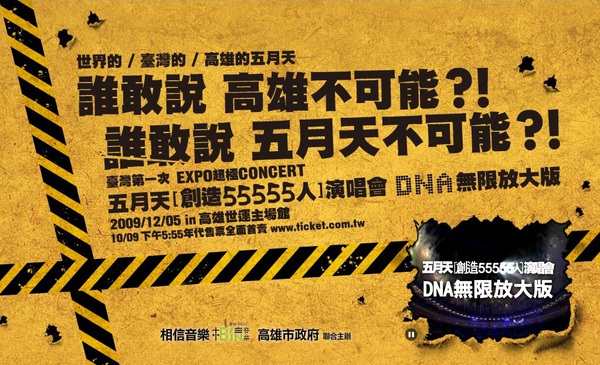 世界的 / 臺灣的 / 高雄的五月天
誰敢說 高雄不可能?!
誰敢說 五月天不可能?!
臺灣第一次 EXPO超極CONCERT
五月天[創造55555人]演唱會 DNA無限放大版
2009/12/05 in 高雄世運主場館
10/09 下午5:55年代售票全面首賣 www.ticket.com.tw
五月天[創造55555人]演唱會
DNA無限放大版
相信音樂 相信音樂 高雄市政府 聯合主辦